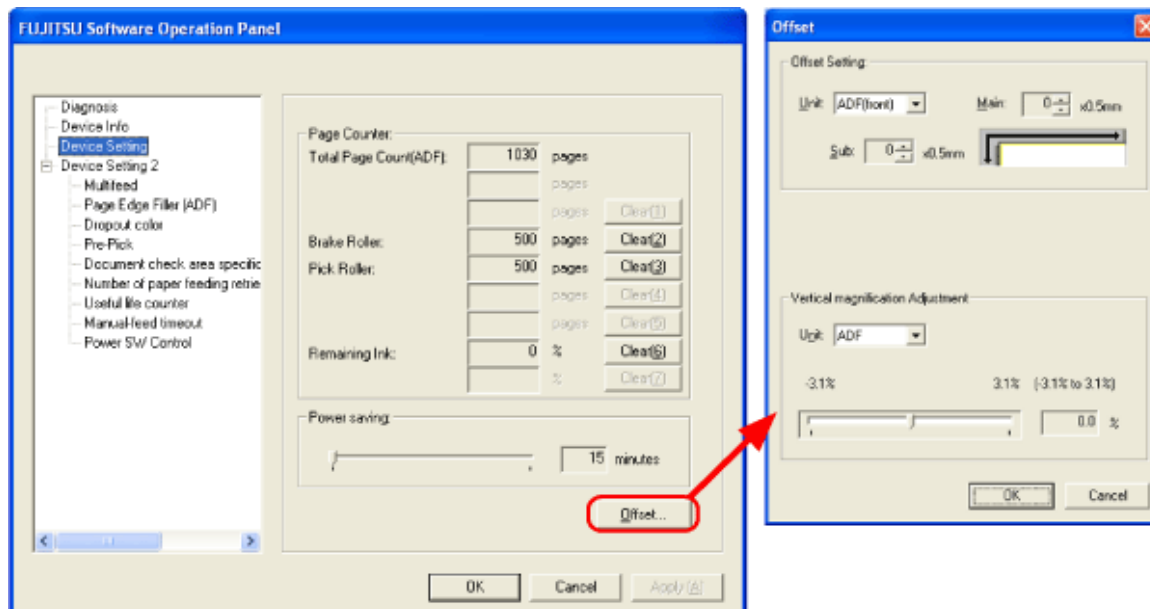 FUJITSU Software Operation Panel
Diagnosis
Device Info
Device Setting
Device Setting 2
Multifeed
Page Edge Filler (ADF)
Dropout color
Pre-Pick
Document check area specific
Number of paper feeding retrie
Useful life counter
Manual-feed timeout
Power SW Control
Page Counter:
Total Page Count(ADF): 1030 pages
pages
pages Clear(1)
Brake Roller: 500 pages Clear(2)
Pick Roller: 500 pages Clear(3)
pages Clear(4)
pages Clear(5)
Remaining Ink: 0 % Clear(6)
% Clear(7)
Power saving:
15 minutes
Offset...
OK Cancel Apply (A)
Offset
Offset Setting:
Unit: ADF(front) Main: 0 x0.5mm
Sub: 0 x0.5mm
Vertical magnification Adjustment
Unit: ADF
-3.1% 3.1% (-3.1% to 3.1%)
0.0 %
OK Cancel